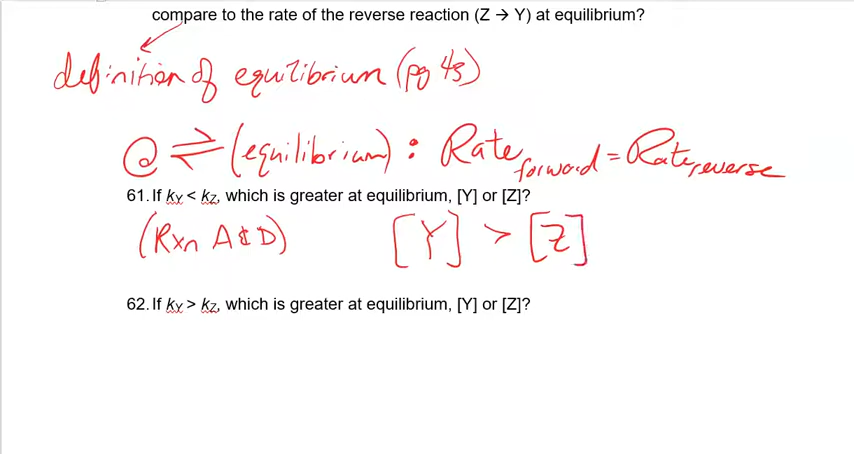 compare to the rate of the reverse reaction (Z → Y) at equilibrium?
definition of equilibrium (pg 43)
@ ⇌ (equilibrium) : Rate forward = Rate reverse
61. If kY < kZ, which is greater at equilibrium, [Y] or [Z]?
(Rxn A & D) [Y] > [Z]
62. If kY > kZ, which is greater at equilibrium, [Y] or [Z]?